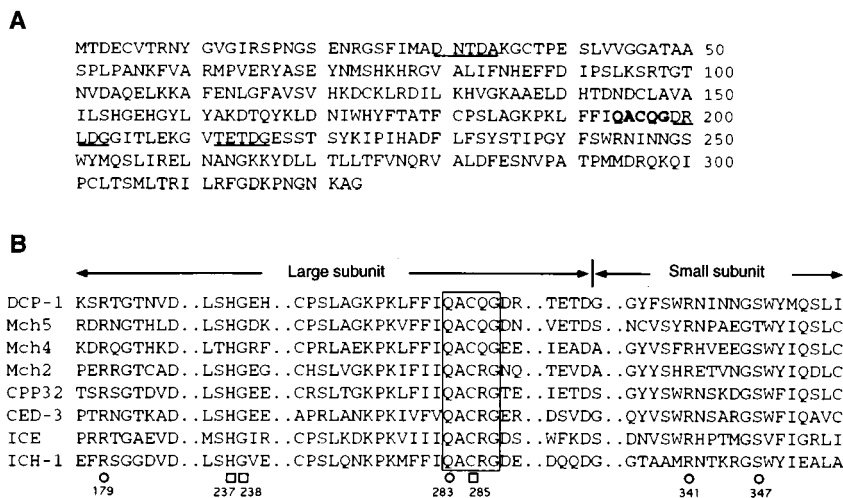 A
MTDECVTRNY GVGIRSPNGS ENRGSFIMAD NTDAKGCTPE SLVVGGATAA 50
SPLPANKFVA RMPVERYASE YNMSHKHRGV ALIFNHEFFD IPSLKSRTGT 100
NVDAQELKKA FENLGFAVSV HKDCKLRDIL KHVGKAAELD HTDNDCLAVA 150
ILSHGEHGYL YAKDTQYKLD NIWHYFTATF CPSLAGKPKL FFIQACQGDR 200
LDGGITLEKG VTETDGESST SYKIPIHADF LFSYSTIPGY FSWRNINNGS 250
WYMQSLIREL NANGKKYDLL TLLTFVNQRV ALDFESNVPA TPMMDRQKQI 300
PCLTSMLTRI LRFGDKPNGN KAG
B
Large subunit Small subunit
DCP-1 KSRTGTNVD..LSHGEH..CPSLAGKPKLFFIQACQGDR..TETDG..GYFSWRNINNGSWYMQSLI
Mch5 RDRNGTHLD..LSHGDK..CPSLAGKPKVFFIQACQGDN..VETDS..NCVSYRNPAEGTWYIQSLC
Mch4 KDRQGTHKD..LTHGRF..CPRLAEKPKLFFIQACQGEE..IEADA..GYVSFRHVEEGSWYIQSLC
Mch2 PERRGTCAD..LSHGEG..CHSLVGKPKIFIIQACRGNQ..TEVDA..GYYSHRETVNGSWYIQDLC
CPP32 TSRSGTDVD..LSHGEE..CRSLTGKPKLFIIQACRGTE..IETDS..GYYSWRNSKDGSWFIQSLC
CED-3 PTRNGTKAD..LSHGEE..APRLANKPKIVFVQACRGER..DSVDG..QYVSWRNSARGSWFIQAVC
ICE PRRTGAEVD..MSHGIR..CPSLKDKPKVIIIQACRGDS..WFKDS..DNVSWRHPTMGSVFIGRLI
ICH-1 EFRSGGDVD..LSHGVE..CPSLQNKPKMFFIQACRGDE..DQQDG..GTAAMRNTKRGSWYIEALA
179 237 238 283 285 341 347